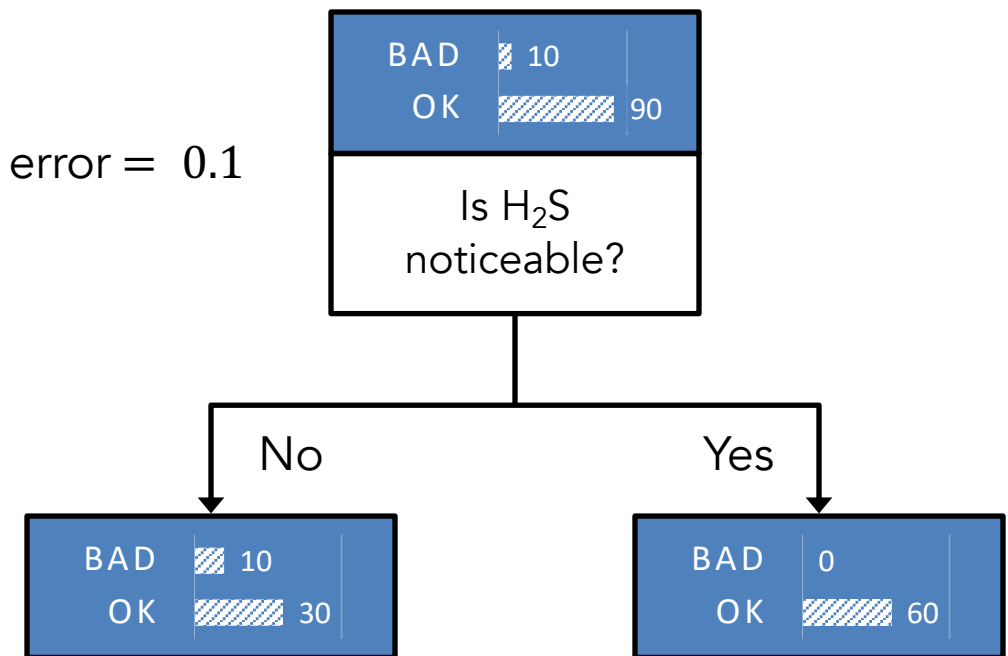 BAD 10
OK 90
error = 0.1
Is H₂S
noticeable?
No
Yes
BAD 10
OK 30
BAD 0
OK 60